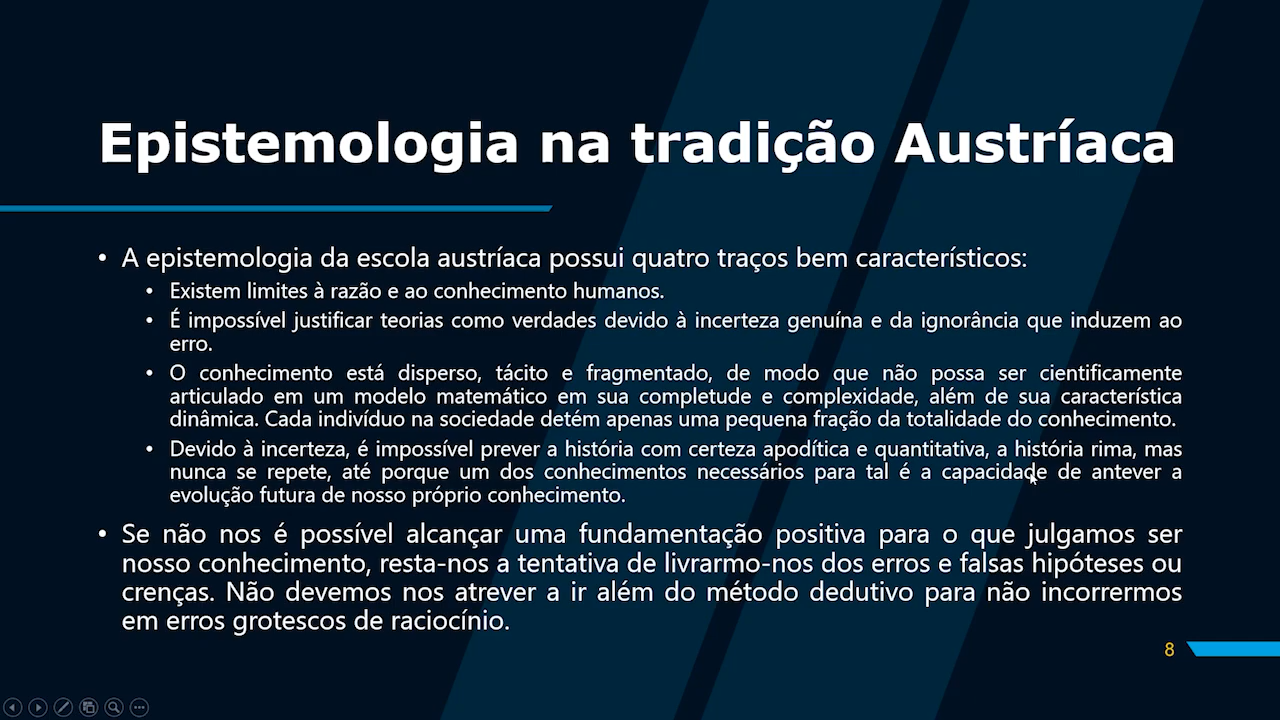 Epistemologia na tradição Austríaca
• A epistemologia da escola austríaca possui quatro traços bem característicos:
• Existem limites à razão e ao conhecimento humanos.
• É impossível justificar teorias como verdades devido à incerteza genuína e da ignorância que induzem ao
erro.
• O conhecimento está disperso, tácito e fragmentado, de modo que não possa ser cientificamente
articulado em um modelo matemático em sua completude e complexidade, além de sua característica
dinâmica. Cada indivíduo na sociedade detém apenas uma pequena fração da totalidade do conhecimento.
• Devido à incerteza, é impossível prever a história com certeza apodítica e quantitativa, a história rima, mas
nunca se repete, até porque um dos conhecimentos necessários para tal é a capacidade de antever a
evolução futura de nosso próprio conhecimento.
• Se não nos é possível alcançar uma fundamentação positiva para o que julgamos ser
nosso conhecimento, resta-nos a tentativa de livrarmo-nos dos erros e falsas hipóteses ou
crenças. Não devemos nos atrever a ir além do método dedutivo para não incorrermos
em erros grotescos de raciocínio.
8